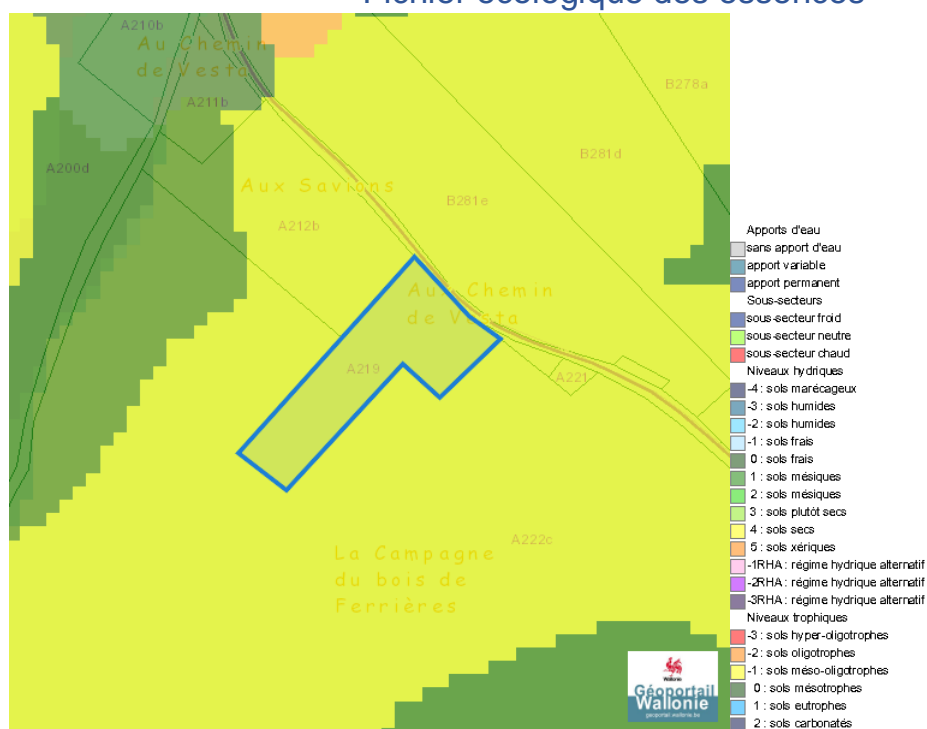 Fichier écologique des essences
A210b
Au Chemin
de Vesta
A211b
B278a
A200d
B281d
Aux Savions
B281e
A212b
Aux Chemin
de Vesta
A219
A221
A222c
La Campagne
du bois de
Ferrières
Wallonie
Géoportail
Wallonie
geoportail.wallonie.be
Apports d'eau
sans apport d'eau
apport variable
apport permanent
Sous-secteurs
sous-secteur froid
sous-secteur neutre
sous-secteur chaud
Niveaux hydriques
-4 : sols marécageux
-3 : sols humides
-2 : sols humides
-1 : sols frais
0 : sols frais
1 : sols mésiques
2 : sols mésiques
3 : sols plutôt secs
4 : sols secs
5 : sols xériques
-1RHA : régime hydrique alternatif
-2RHA : régime hydrique alternatif
-3RHA : régime hydrique alternatif
Niveaux trophiques
-3 : sols hyper-oligotrophes
-2 : sols oligotrophes
-1 : sols méso-oligotrophes
0 : sols mésotrophes
1 : sols eutrophes
2 : sols carbonatés